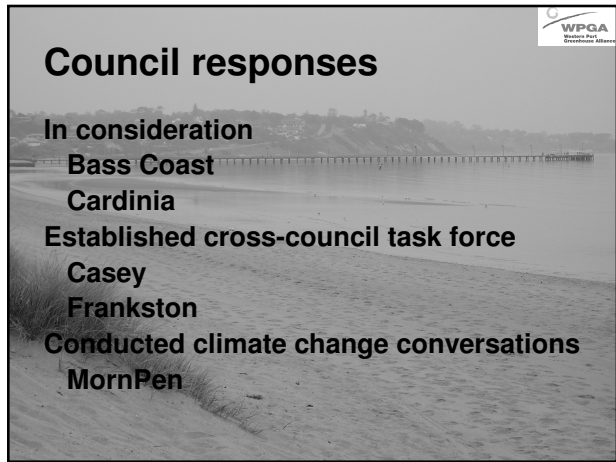 WPGA
Western Port
Greenhouse Alliance
Council responses
In consideration
Bass Coast
Cardinia
Established cross-council task force
Casey
Frankston
Conducted climate change conversations
MornPen